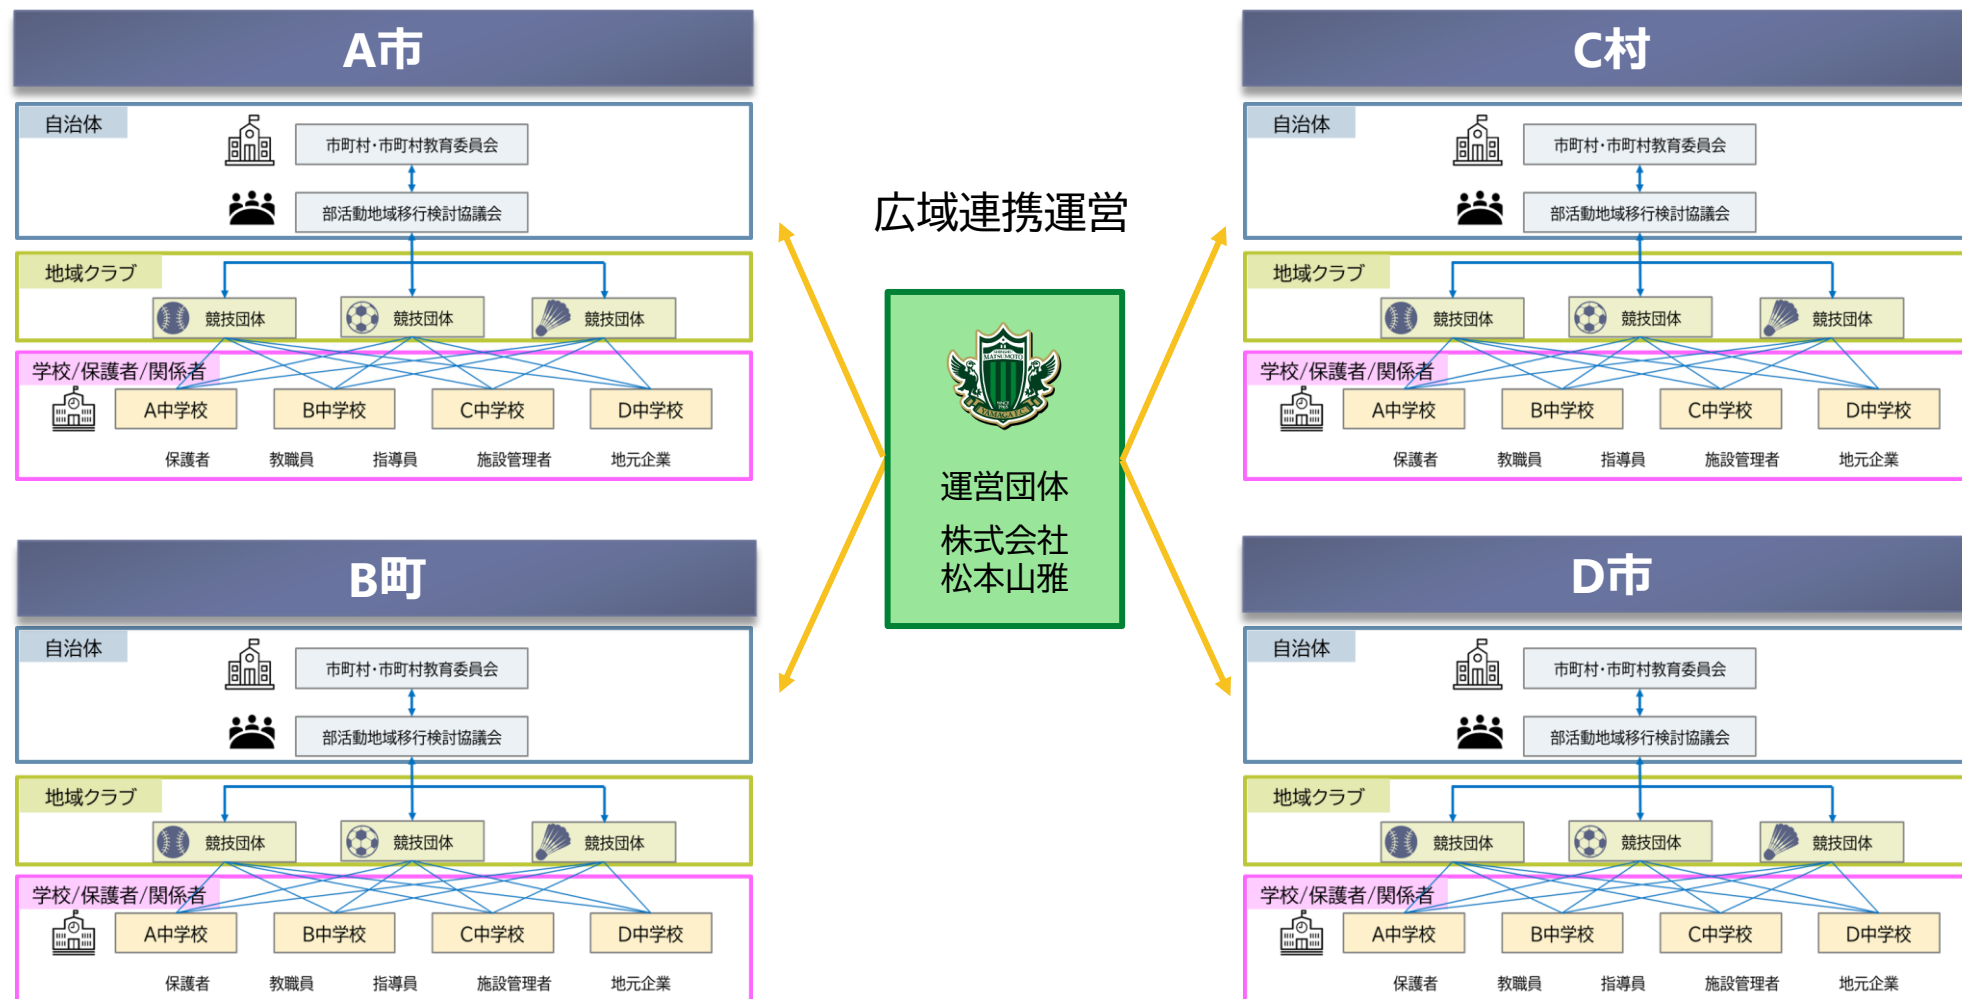 A市
自治体
市町村・市町村教育委員会
部活動地域移行検討協議会
地域クラブ
競技団体 競技団体 競技団体
学校/保護者/関係者
A中学校 B中学校 C中学校 D中学校
保護者 教職員 指導員 施設管理者 地元企業
B町
自治体
市町村・市町村教育委員会
部活動地域移行検討協議会
地域クラブ
競技団体 競技団体 競技団体
学校/保護者/関係者
A中学校 B中学校 C中学校 D中学校
保護者 教職員 指導員 施設管理者 地元企業
広域連携運営
MATSUMOTO
YAMAGA F.C.
運営団体
株式会社
松本山雅
C村
自治体
市町村・市町村教育委員会
部活動地域移行検討協議会
地域クラブ
競技団体 競技団体 競技団体
学校/保護者/関係者
A中学校 B中学校 C中学校 D中学校
保護者 教職員 指導員 施設管理者 地元企業
D市
自治体
市町村・市町村教育委員会
部活動地域移行検討協議会
地域クラブ
競技団体 競技団体 競技団体
学校/保護者/関係者
A中学校 B中学校 C中学校 D中学校
保護者 教職員 指導員 施設管理者 地元企業